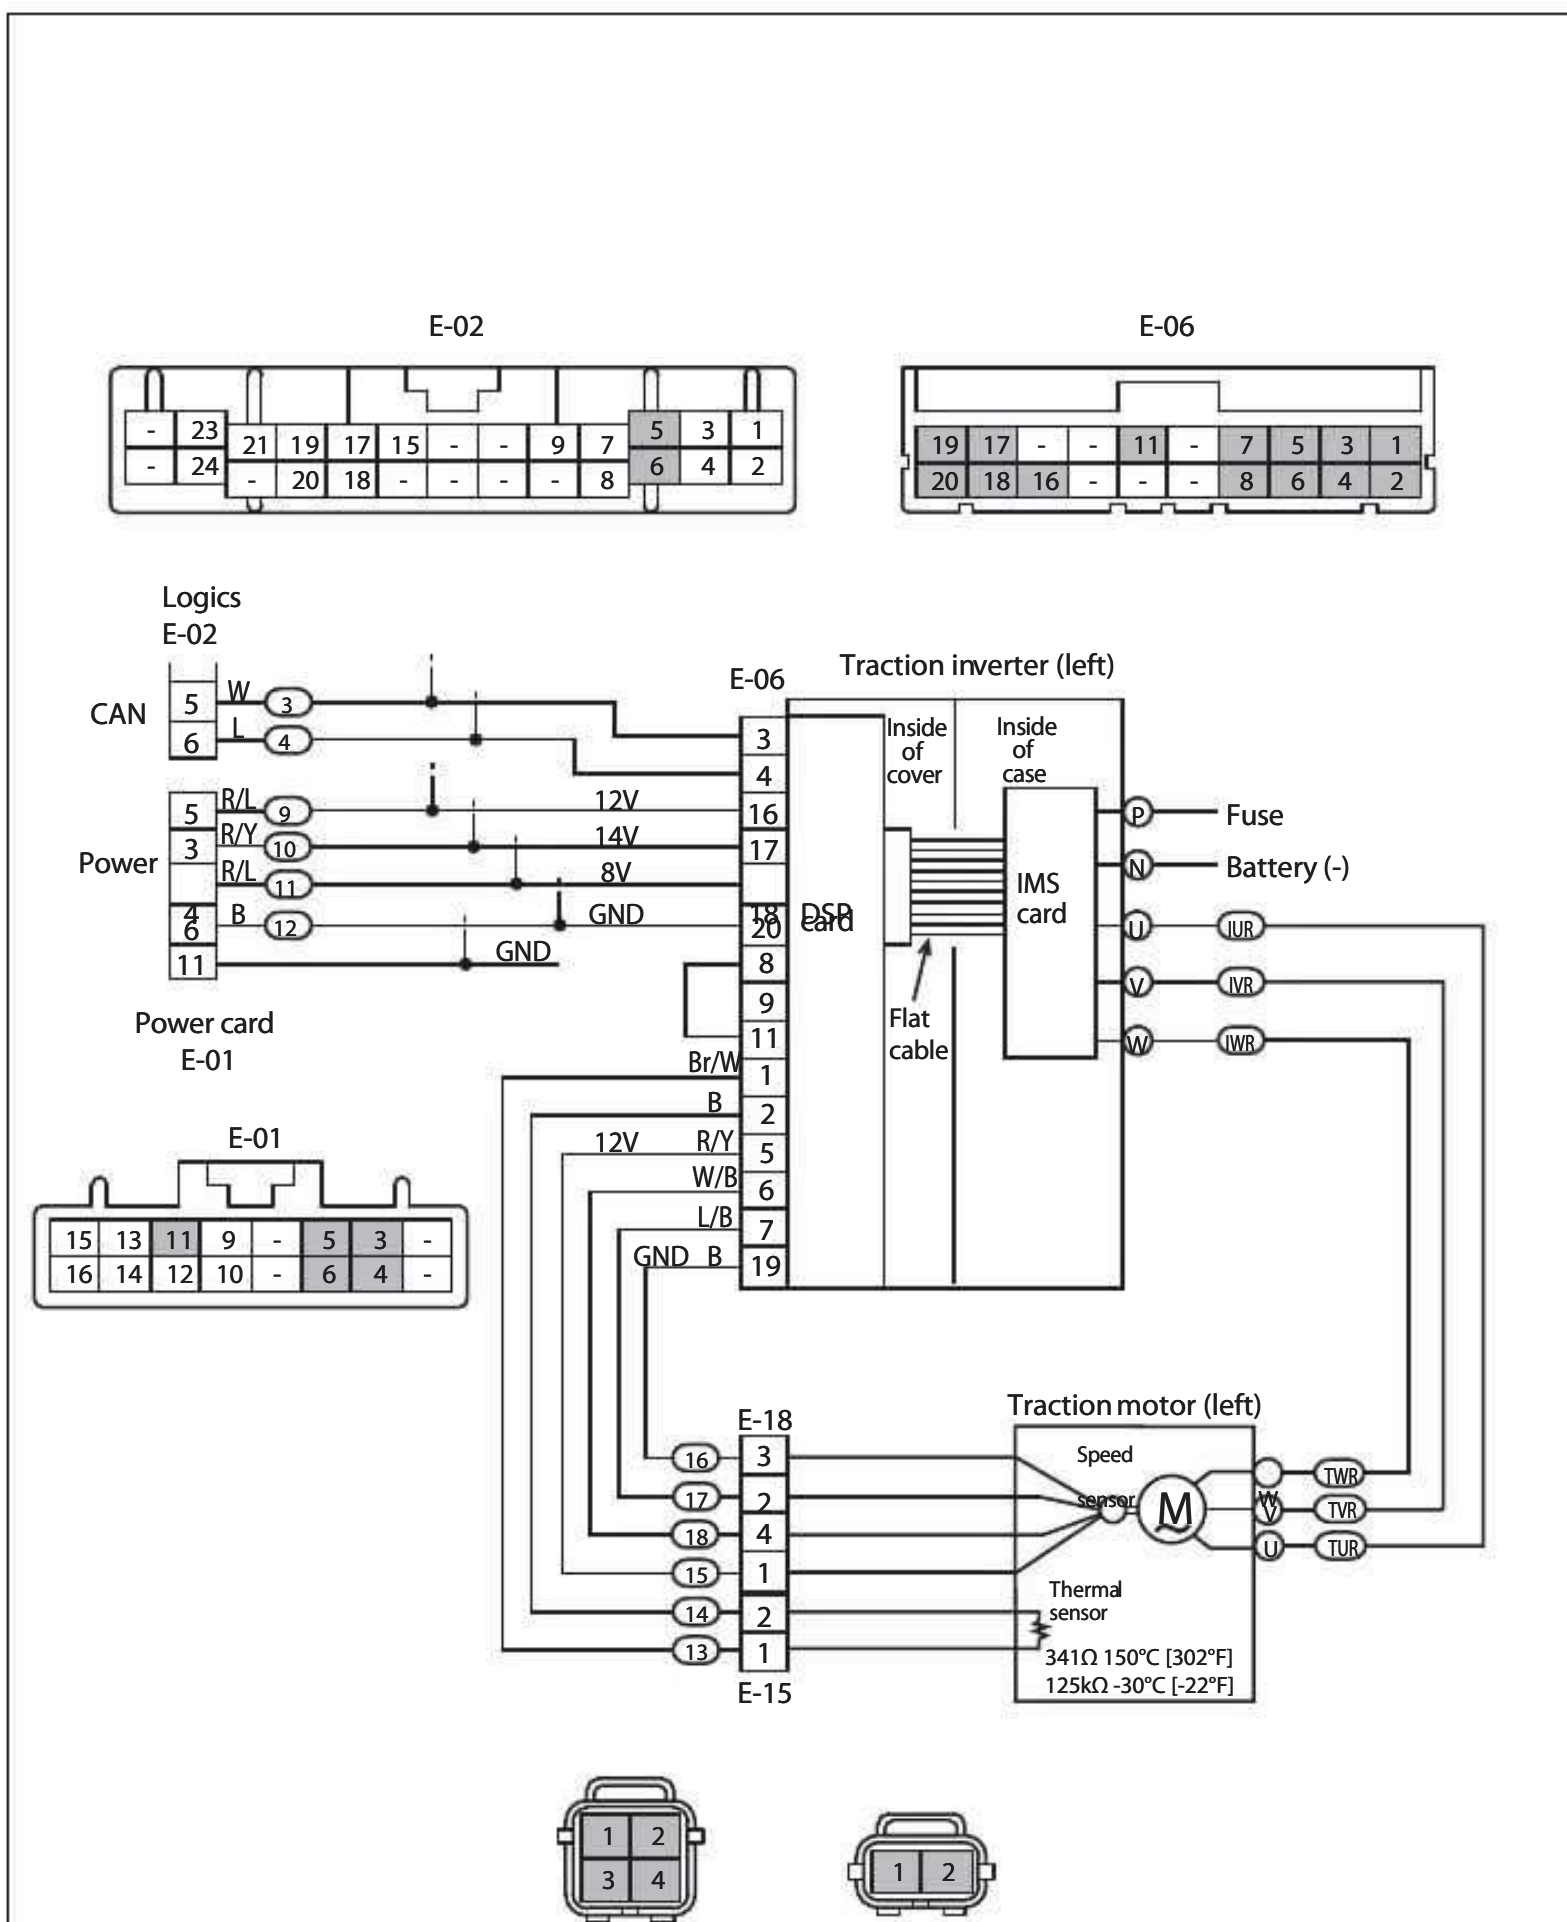 E-02
E-06
- 23 21 19 17 15 - - 9 7 5 3 1
- 24 - 20 18 - - - - 8 6 4 2
19 17 - - 11 - 7 5 3 1
20 18 16 - - - 8 6 4 2
Logics
E-02
CAN
5 W 3
6 L 4
Power
5 R/L 9 12V
3 R/Y 10 14V
R/L 11 8V
4
6 B 12 GND
11 GND
Power card
E-01
E-01
15 13 11 9 - 5 3 -
16 14 12 10 - 6 4 -
E-06
Traction inverter (left)
3
4
16
17
18
20
8
9
11
Br/W 1
B 2
12V R/Y 5
W/B 6
L/B 7
GND B 19
DSP
card
Inside
of
cover
Inside
of
case
Flat
cable
IMS
card
P Fuse
N Battery (-)
U IUR
V IVR
W IWR
E-18
16 3
17 2
18 4
15 1
14 2
13 1
E-15
Traction motor (left)
Speed
sensor
M
W TWR
V TVR
U TUR
Thermal
sensor
341Ω 150°C [302°F]
125kΩ -30°C [-22°F]
1 2
3 4
1 2